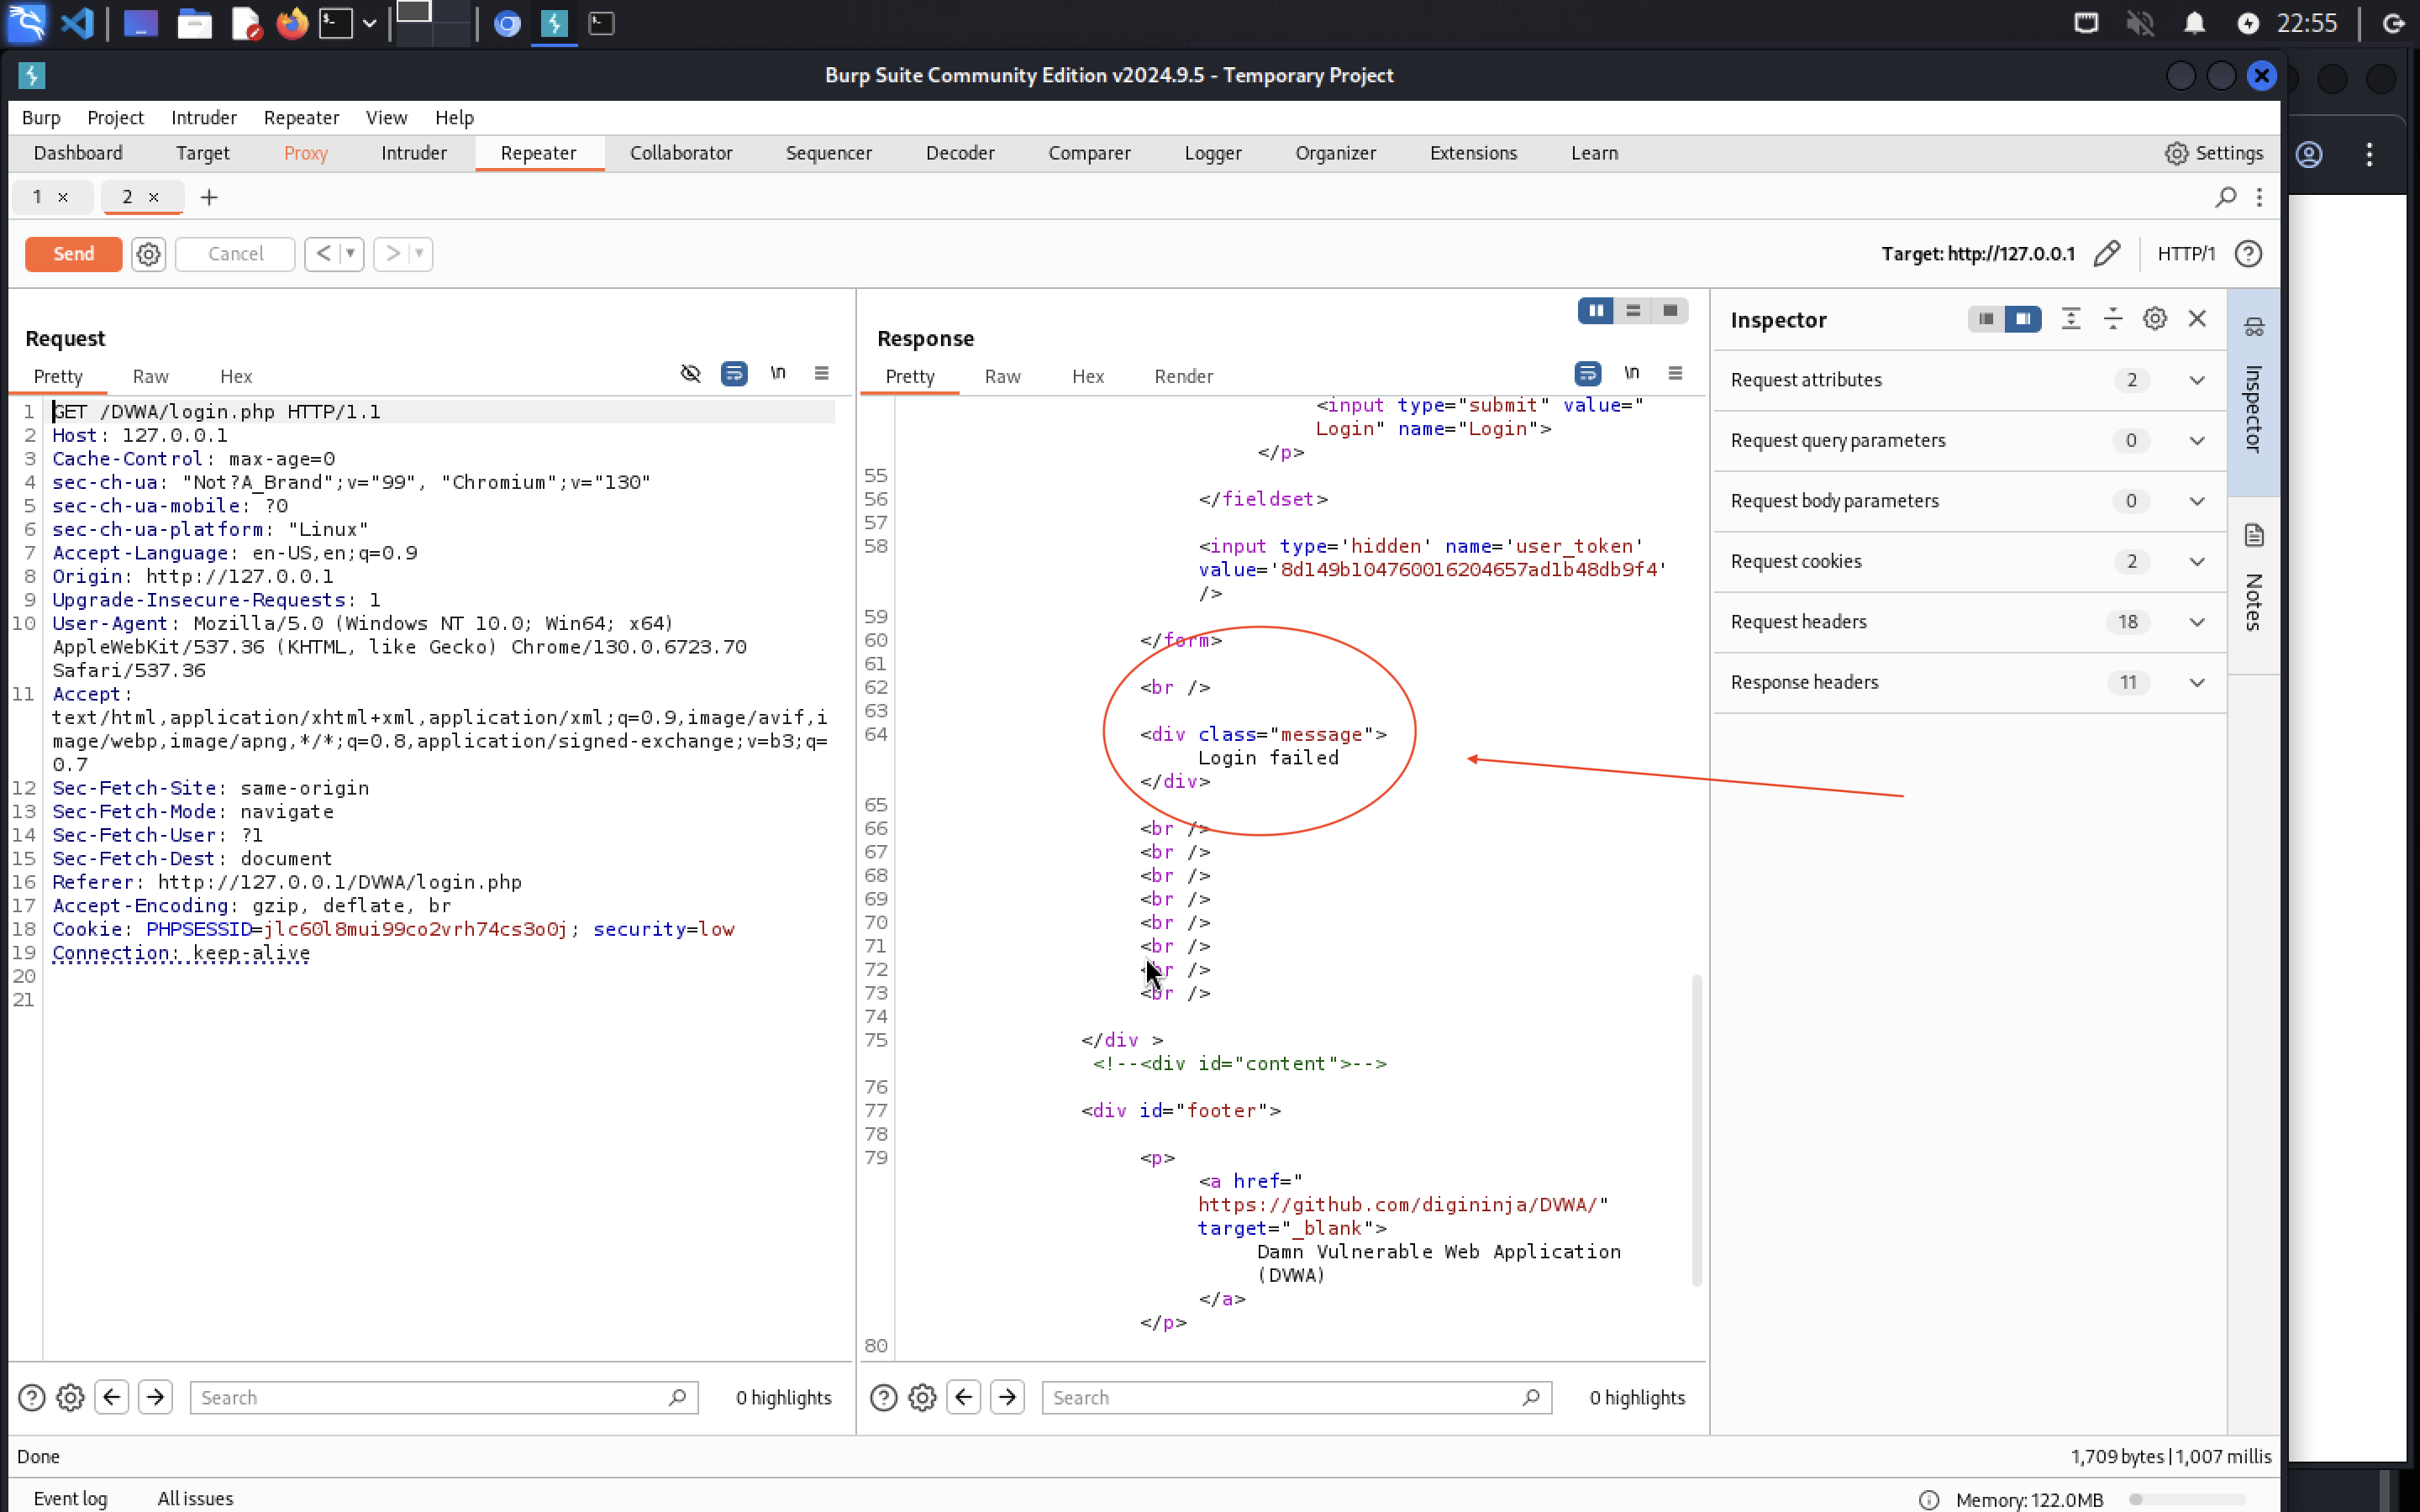 22:55
Burp Suite Community Edition v2024.9.5 - Temporary Project
Burp Project Intruder Repeater View Help
Dashboard Target Proxy Intruder Repeater Collaborator Sequencer Decoder Comparer Logger Organizer Extensions Learn Settings
1 × 2 × +
Send Cancel < > Target: http://127.0.0.1 HTTP/1
Request
Pretty Raw Hex \n
1 GET /DVWA/login.php HTTP/1.1
2 Host: 127.0.0.1
3 Cache-Control: max-age=0
4 sec-ch-ua: "Not?A_Brand";v="99", "Chromium";v="130"
5 sec-ch-ua-mobile: ?0
6 sec-ch-ua-platform: "Linux"
7 Accept-Language: en-US,en;q=0.9
8 Origin: http://127.0.0.1
9 Upgrade-Insecure-Requests: 1
10 User-Agent: Mozilla/5.0 (Windows NT 10.0; Win64; x64)
AppleWebKit/537.36 (KHTML, like Gecko) Chrome/130.0.6723.70
Safari/537.36
11 Accept:
text/html,application/xhtml+xml,application/xml;q=0.9,image/avif,i
mage/webp,image/apng,*/*;q=0.8,application/signed-exchange;v=b3;q=
0.7
12 Sec-Fetch-Site: same-origin
13 Sec-Fetch-Mode: navigate
14 Sec-Fetch-User: ?1
15 Sec-Fetch-Dest: document
16 Referer: http://127.0.0.1/DVWA/login.php
17 Accept-Encoding: gzip, deflate, br
18 Cookie: PHPSESSID=jlc60l8mui99co2vrh74cs3o0j; security=low
19 Connection: keep-alive
20
21
Search 0 highlights
Response
Pretty Raw Hex Render \n
<input type="submit" value="
Login" name="Login">
</p>
55
56 </fieldset>
57
58 <input type='hidden' name='user_token'
value='8d149b104760016204657ad1b48db9f4'
/>
59
60 </form>
61
62 <br />
63
64 <div class="message">
Login failed
</div>
65
66 <br />
67 <br />
68 <br />
69 <br />
70 <br />
71 <br />
72 <br />
73 <br />
74
75 </div >
<!--<div id="content">-->
76
77 <div id="footer">
78
79 <p>
<a href="
https://github.com/digininja/DVWA/"
target="_blank">
Damn Vulnerable Web Application
(DVWA)
</a>
</p>
80
Search 0 highlights
Inspector
Request attributes 2
Request query parameters 0
Request body parameters 0
Request cookies 2
Request headers 18
Response headers 11
Inspector
Notes
Done 1,709 bytes | 1,007 millis
Event log All issues Memory: 122.0MB